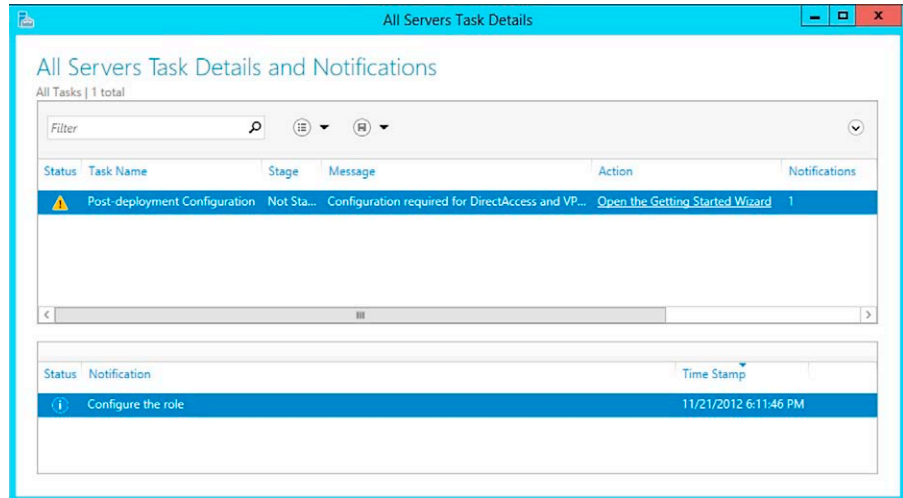 All Servers Task Details
All Servers Task Details and Notifications
All Tasks | 1 total
Filter
Status Task Name Stage Message Action Notifications
Post-deployment Configuration Not Sta... Configuration required for DirectAccess and VP... Open the Getting Started Wizard 1
Status Notification Time Stamp
Configure the role 11/21/2012 6:11:46 PM